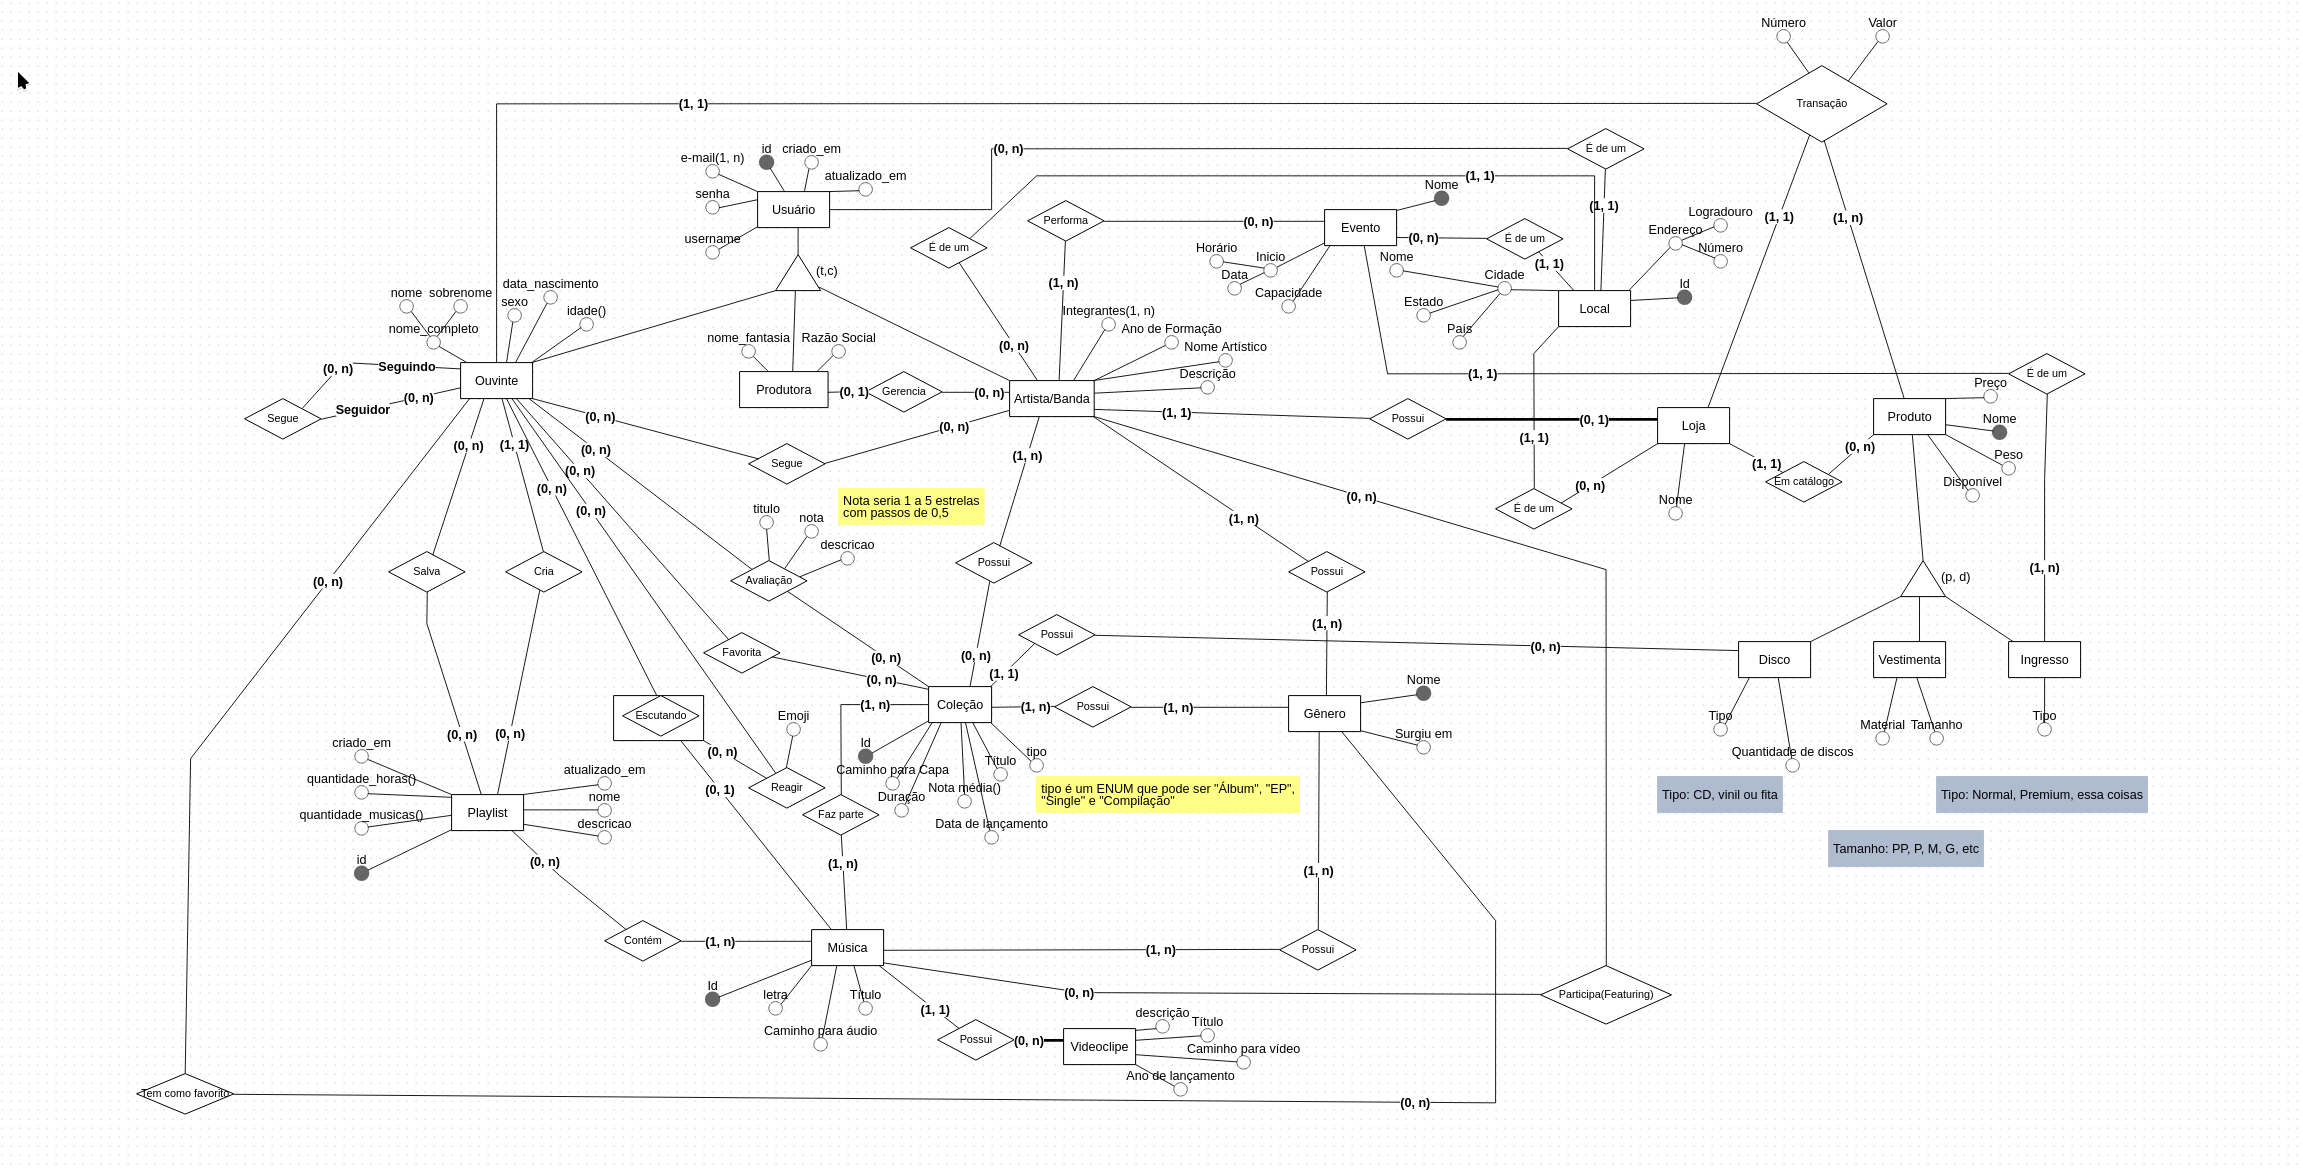 Número
Valor
Transação
(1, 1)
É de um
(0, n)
id
criado_em
e-mail(1, n)
atualizado_em
senha
Usuário
username
(t,c)
(1, 1)
Nome
(1, 1)
Performa
(0, n)
Evento
(0, n)
É de um
(1, 1)
É de um
Horário
Inicio
Data
Capacidade
Nome
Cidade
Estado
País
Local
Logradouro
Endereço
Número
Id
(1, 1)
(1, n)
(1, n)
(0, n)
nome
sobrenome
nome_completo
sexo
data_nascimento
idade()
Ouvinte
(0, n)
Seguindo
Segue
Seguidor
(0, n)
nome_fantasia
Razão Social
Produtora
(0, 1)
Gerencia
(0, n)
Integrantes(1, n)
Ano de Formação
Nome Artístico
Descrição
Artista/Banda
(1, 1)
É de um
(1, 1)
Possui
(0, 1)
Loja
Nome
(1, 1)
Em catálogo
(0, n)
Produto
Preço
Nome
Peso
Disponível
(1, 1)
(0, n)
É de um
(0, n)
Segue
(0, n)
(0, n)
(1, 1)
(0, n)
(0, n)
(0, n)
(0, n)
(1, n)
(1, n)
(0, n)
Nota seria 1 a 5 estrelas
com passos de 0,5
titulo
nota
descricao
Avaliação
(0, n)
Salva
Cria
Possui
Possui
(p, d)
(1, n)
(1, n)
Possui
(0, n)
Favorita
(0, n)
(0, n)
(0, n)
(1, 1)
Disco
Vestimenta
Ingresso
Coleção
(1, n)
(1, n)
Possui
(1, n)
Gênero
Nome
Surgiu em
Escutando
Emoji
(0, n)
Reagir
(0, 1)
(0, n)
(0, n)
Id
Caminho para Capa
Duração
Nota média()
Data de lançamento
Título
tipo
tipo é um ENUM que pode ser "Álbum", "EP",
"Single" e "Compilação"
Tipo
Quantidade de discos
Material
Tamanho
Tipo
Tipo: CD, vinil ou fita
Tipo: Normal, Premium, essa coisas
Tamanho: PP, P, M, G, etc
criado_em
quantidade_horas()
quantidade_musicas()
id
Playlist
atualizado_em
nome
descricao
Faz parte
(0, n)
(1, n)
(1, n)
Contém
(1, n)
Música
(1, n)
Possui
Id
letra
Caminho para áudio
Título
(0, n)
Participa(Featuring)
(1, 1)
Possui
(0, n)
Videoclipe
descrição
Título
Caminho para vídeo
Ano de lançamento
Tem como favorito
(0, n)